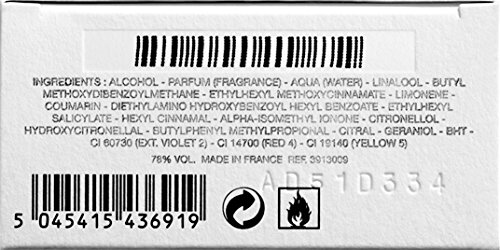 INGREDIENTS : ALCOHOL - PARFUM (FRAGRANCE) - AQUA (WATER) - LINALOOL - BUTYL
METHOXYDIBENZOYLMETHANE - ETHYLHEXYL METHOXYCINNAMATE - LIMONENE -
COUMARIN - DIETHYLAMINO HYDROXYBENZOYL HEXYL BENZOATE - ETHYLHEXYL
SALICYLATE - HEXYL CINNAMAL - ALPHA-ISOMETHYL IONONE - CITRONELLOL -
HYDROXYCITRONELLAL - BUTYLPHENYL METHYLPROPIONAL - CITRAL - GERANIOL - BHT -
CI 60730 (EXT. VIOLET 2) - CI 14700 (RED 4) - CI 19140 (YELLOW 5)
78% VOL. MADE IN FRANCE REF. 3913009
AD51D334
5 045415 436919